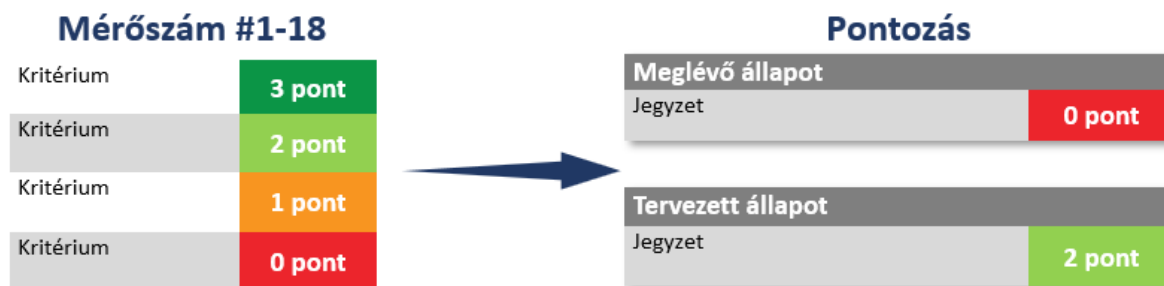 Mérőszám #1-18
Kritérium
3 pont
Kritérium
2 pont
Kritérium
1 pont
Kritérium
0 pont
Pontozás
Meglévő állapot
Jegyzet
0 pont
Tervezett állapot
Jegyzet
2 pont